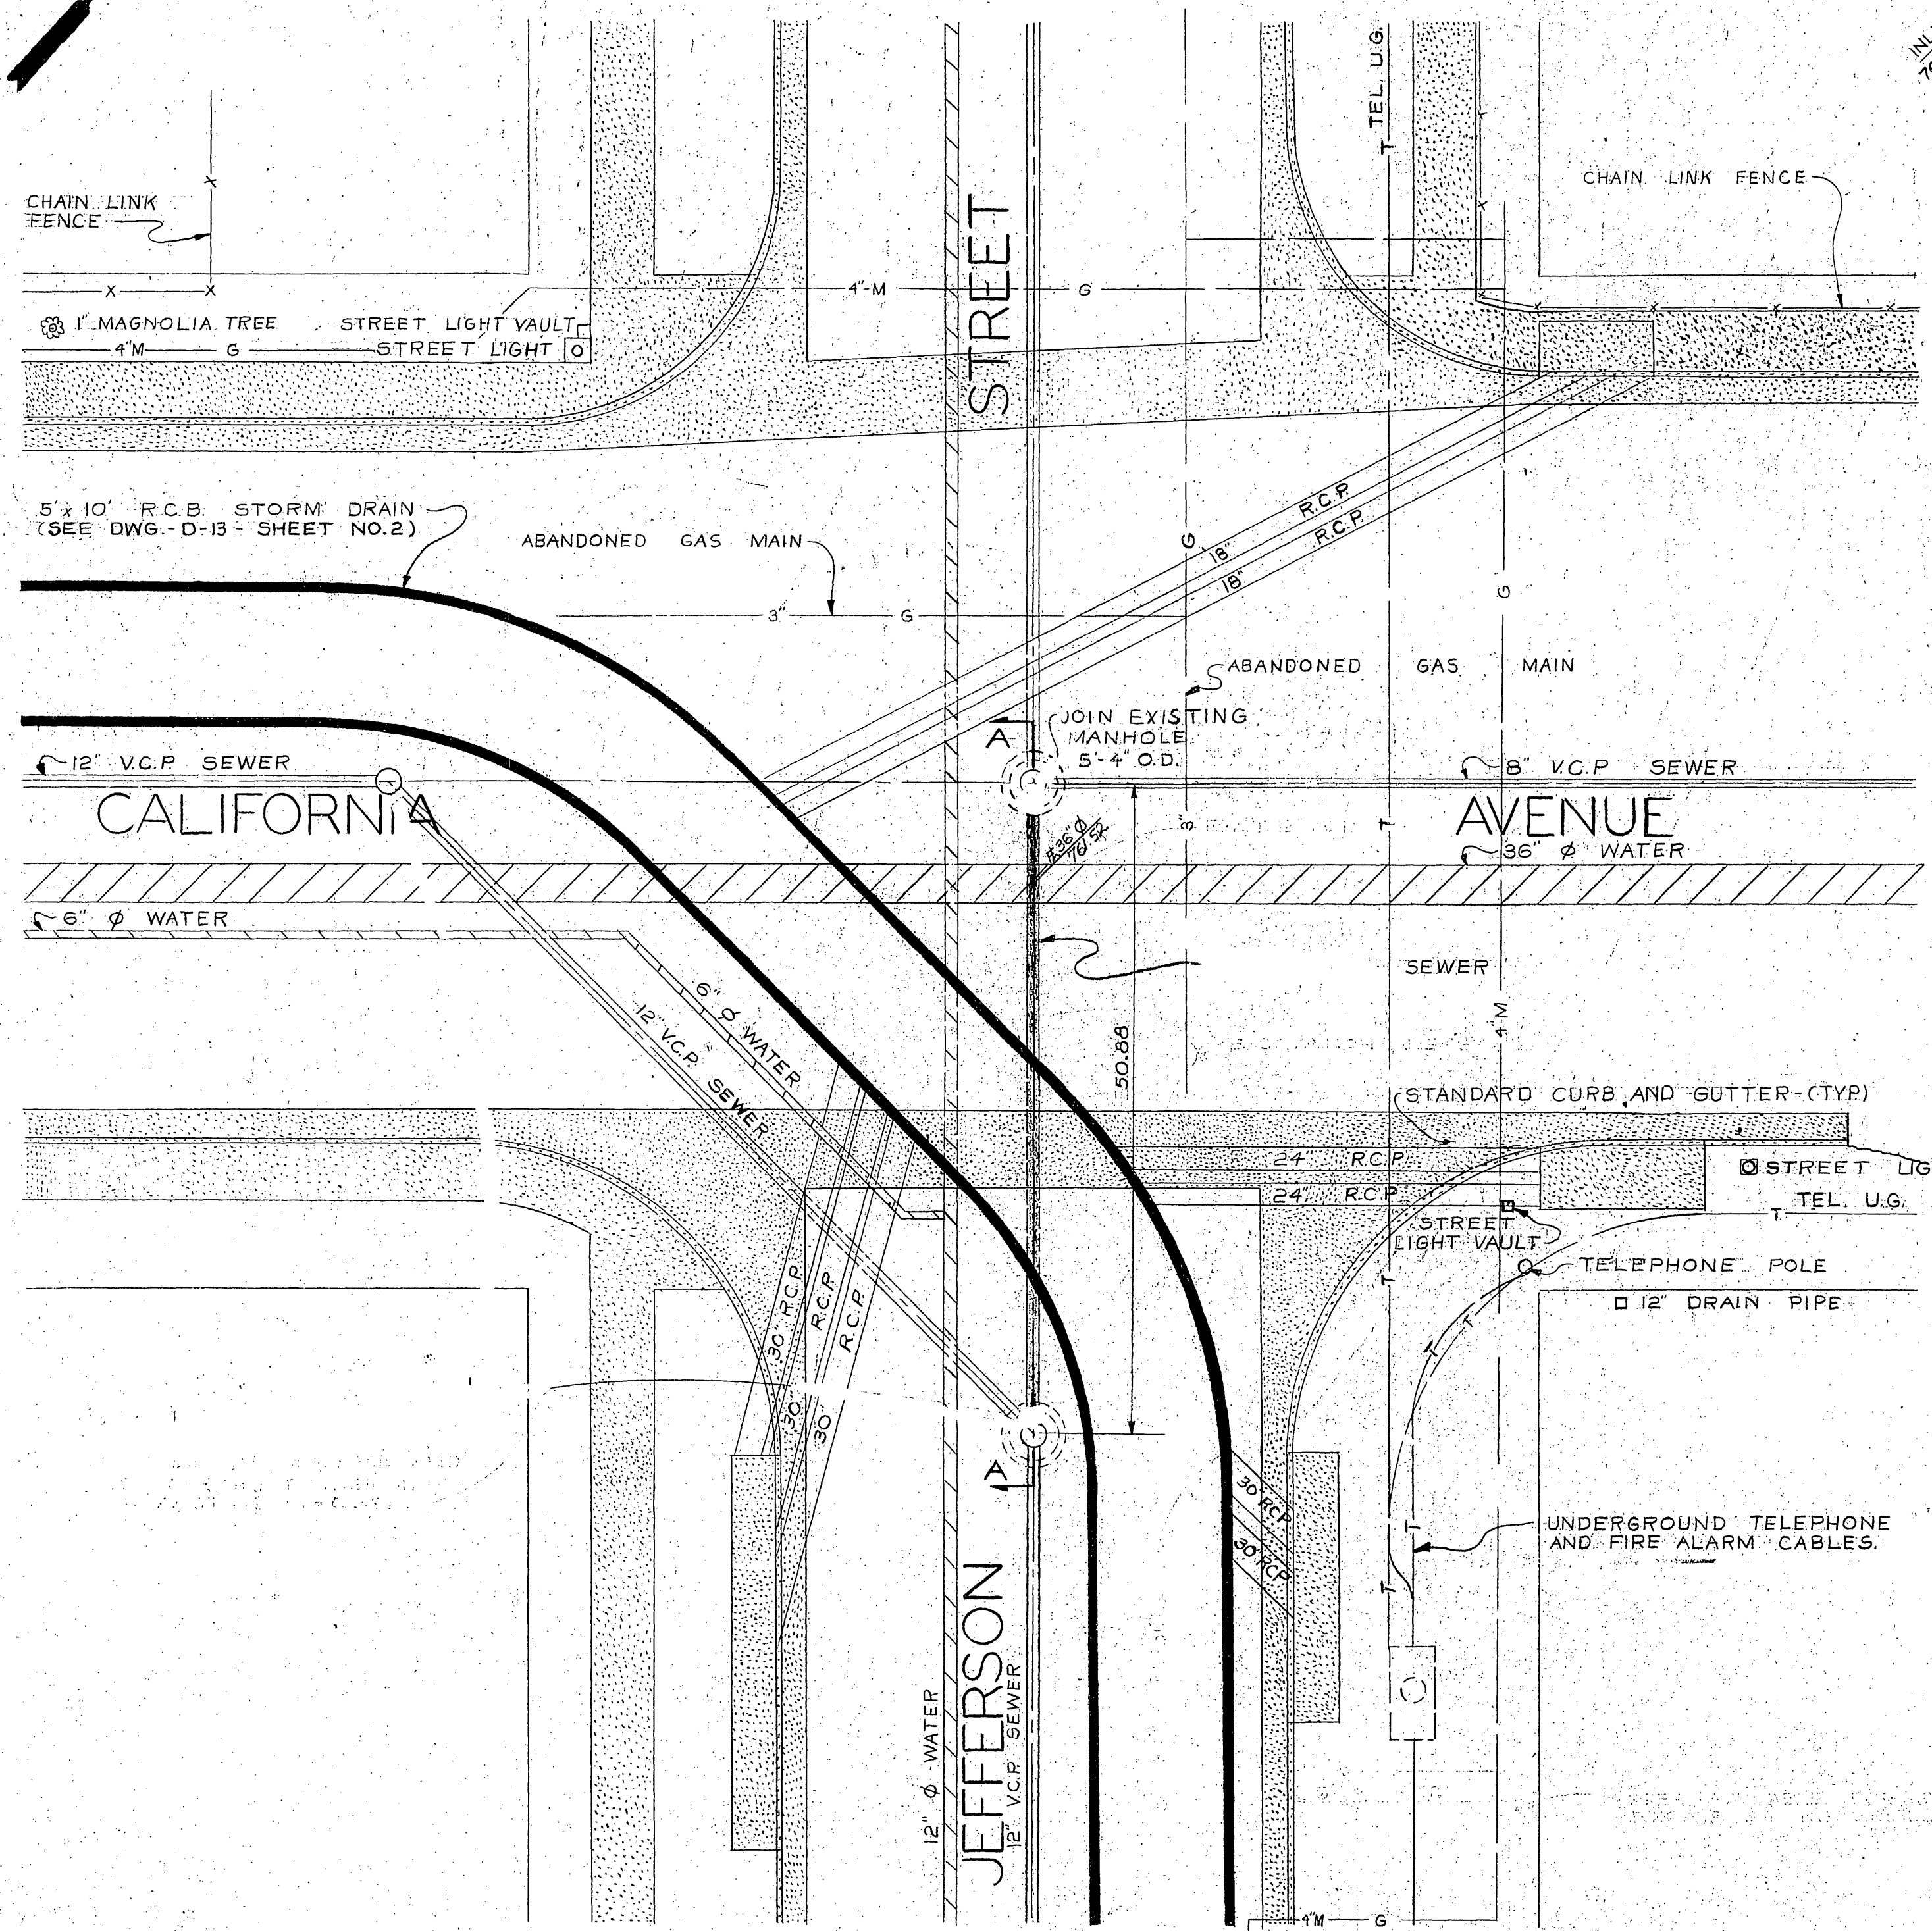 TEL. U.G.
T
CHAIN LINK
FENCE
CHAIN LINK FENCE
STREET
4"-M G
1" MAGNOLIA TREE
STREET LIGHT VAULT
4"M G
STREET LIGHT
5' x 10' R.C.B. STORM DRAIN
(SEE DWG.-D-13-SHEET NO.2)
ABANDONED GAS MAIN
3" G
18" R.C.P.
18" R.C.P.
G
G
ABANDONED GAS MAIN
A
JOIN EXISTING
MANHOLE
5'-4" O.D.
12" V.C.P. SEWER
8" V.C.P. SEWER
CALIFORNIA
AVENUE
36" Ø
761.52
3"
T
36" Ø WATER
6" Ø WATER
SEWER
6" Ø WATER
12" V.C.P. SEWER
50.88
4"M
STANDARD CURB AND GUTTER-(TYP.)
24" R.C.P.
24" R.C.P.
STREET LIG
TEL. U.G.
T
STREET
LIGHT VAULT
TELEPHONE POLE
12" DRAIN PIPE
30" R.C.P.
30" R.C.P.
30" R.C.P.
T
T
T
A
30" RCP
30" RCP
T
T
UNDERGROUND TELEPHONE
AND FIRE ALARM CABLES.
12" Ø WATER
JEFFERSON
12" V.C.P. SEWER
4"M G